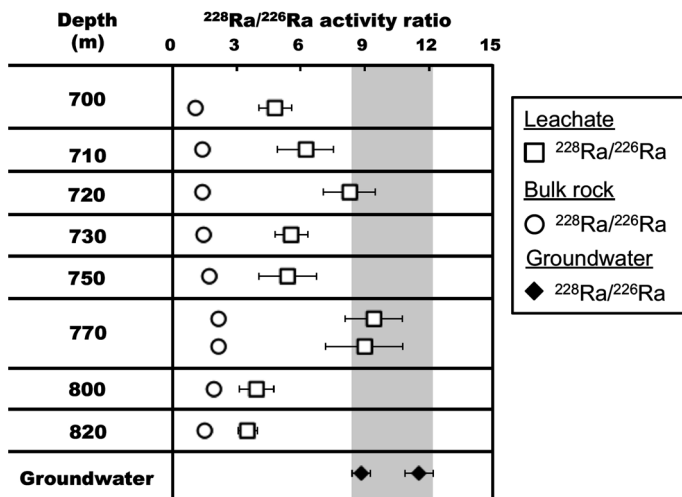 Depth
(m)
²²⁸Ra/²²⁶Ra activity ratio
0 3 6 9 12 15
700
710
720
730
750
770
800
820
Groundwater
Leachate
²²⁸Ra/²²⁶Ra
Bulk rock
²²⁸Ra/²²⁶Ra
Groundwater
²²⁸Ra/²²⁶Ra